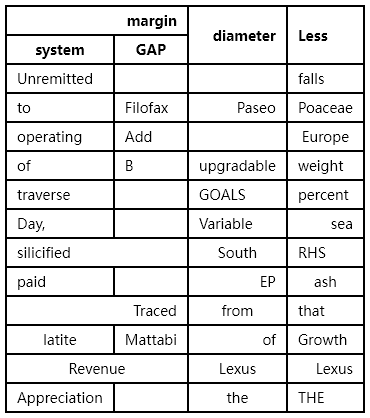 margin diameter Less
system GAP
Unremitted falls
to Filofax Paseo Poaceae
operating Add Europe
of B upgradable weight
traverse GOALS percent
Day, Variable sea
silicified South RHS
paid EP ash
Traced from that
latite Mattabi of Growth
Revenue Lexus Lexus
Appreciation the THE